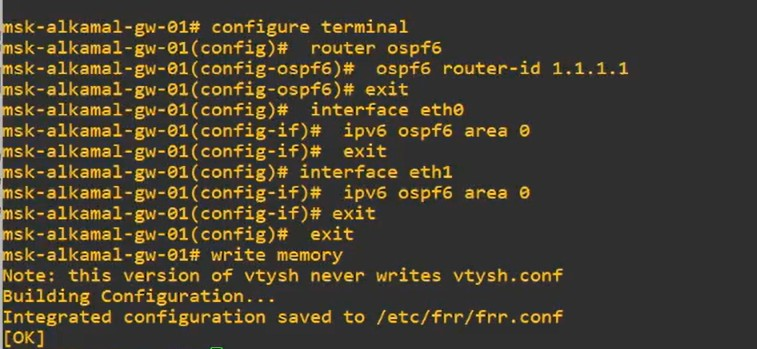 msk-alkamal-gw-01# configure terminal
msk-alkamal-gw-01(config)#  router ospf6
msk-alkamal-gw-01(config-ospf6)#  ospf6 router-id 1.1.1.1
msk-alkamal-gw-01(config-ospf6)# exit
msk-alkamal-gw-01(config)#  interface eth0
msk-alkamal-gw-01(config-if)#  ipv6 ospf6 area 0
msk-alkamal-gw-01(config-if)#  exit
msk-alkamal-gw-01(config)# interface eth1
msk-alkamal-gw-01(config-if)#  ipv6 ospf6 area 0
msk-alkamal-gw-01(config-if)# exit
msk-alkamal-gw-01(config)#  exit
msk-alkamal-gw-01# write memory
Note: this version of vtysh never writes vtysh.conf
Building Configuration...
Integrated configuration saved to /etc/frr/frr.conf
[OK]